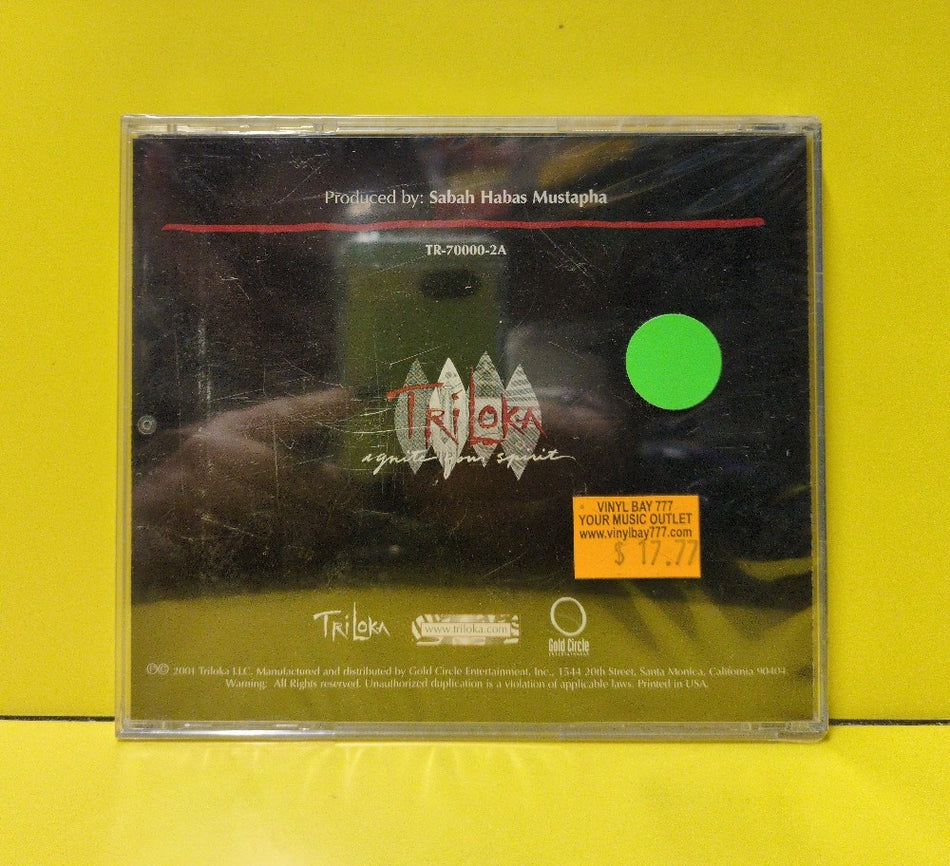 Produced by: Sabah Habas Mustapha
TR-70000-2A
TRILOKA
ignite your spirit
VINYL BAY 777
YOUR MUSIC OUTLET
www.vinylbay777.com
$ 17.77
TRILOKA
www.triloka.com
Gold Circle
ENTERTAINMENT
℗© 2001 Triloka LLC. Manufactured and distributed by Gold Circle Entertainment, Inc., 1544 20th Street, Santa Monica, California 90404.
Warning: All Rights reserved. Unauthorized duplication is a violation of applicable laws. Printed in USA.